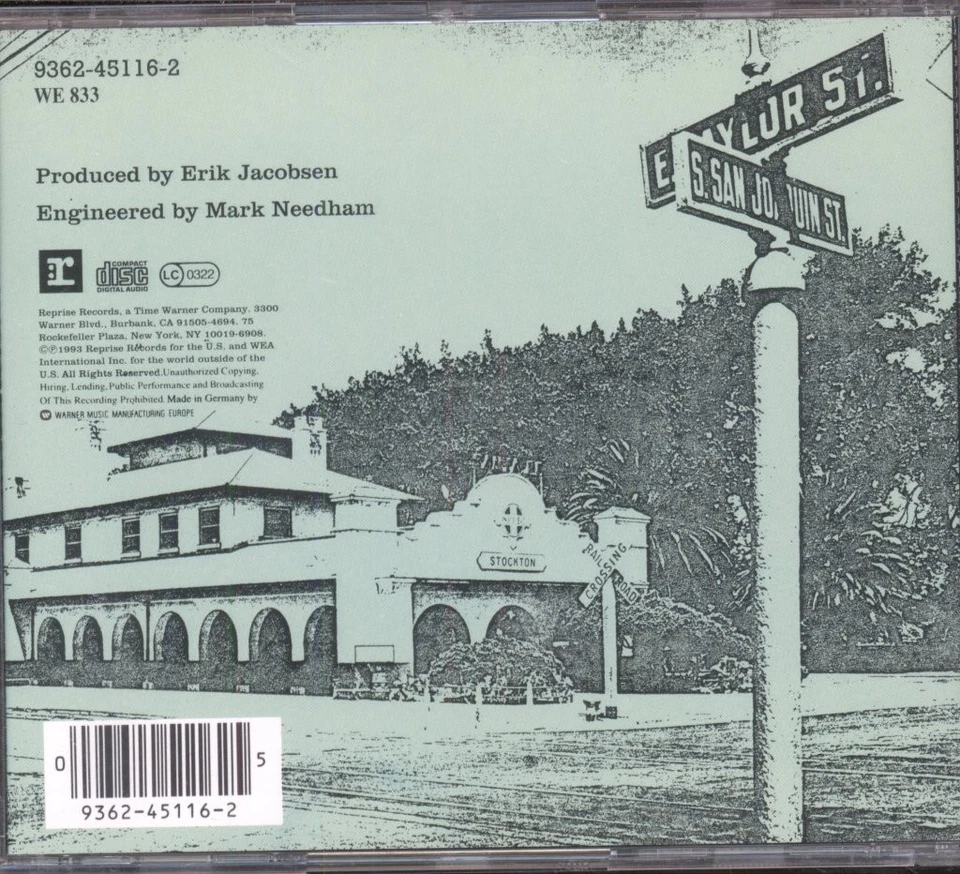 9362-45116-2
WE 833
Produced by Erik Jacobsen
Engineered by Mark Needham
r
COMPACT
disc
DIGITAL AUDIO
LC 0322
Reprise Records, a Time Warner Company. 3300
Warner Blvd., Burbank, CA 91505-4694. 75
Rockefeller Plaza, New York, NY 10019-6908.
©℗1993 Reprise Records for the U.S. and WEA
International Inc. for the world outside of the
U.S. All Rights Reserved. Unauthorized Copying,
Hiring, Lending, Public Performance and Broadcasting
Of This Recording Prohibited. Made in Germany by
WARNER MUSIC MANUFACTURING EUROPE
E. TAYLOR ST.
S. SAN JOAQUIN ST.
STOCKTON
RAILROAD
CROSSING
0 5
9362-45116-2